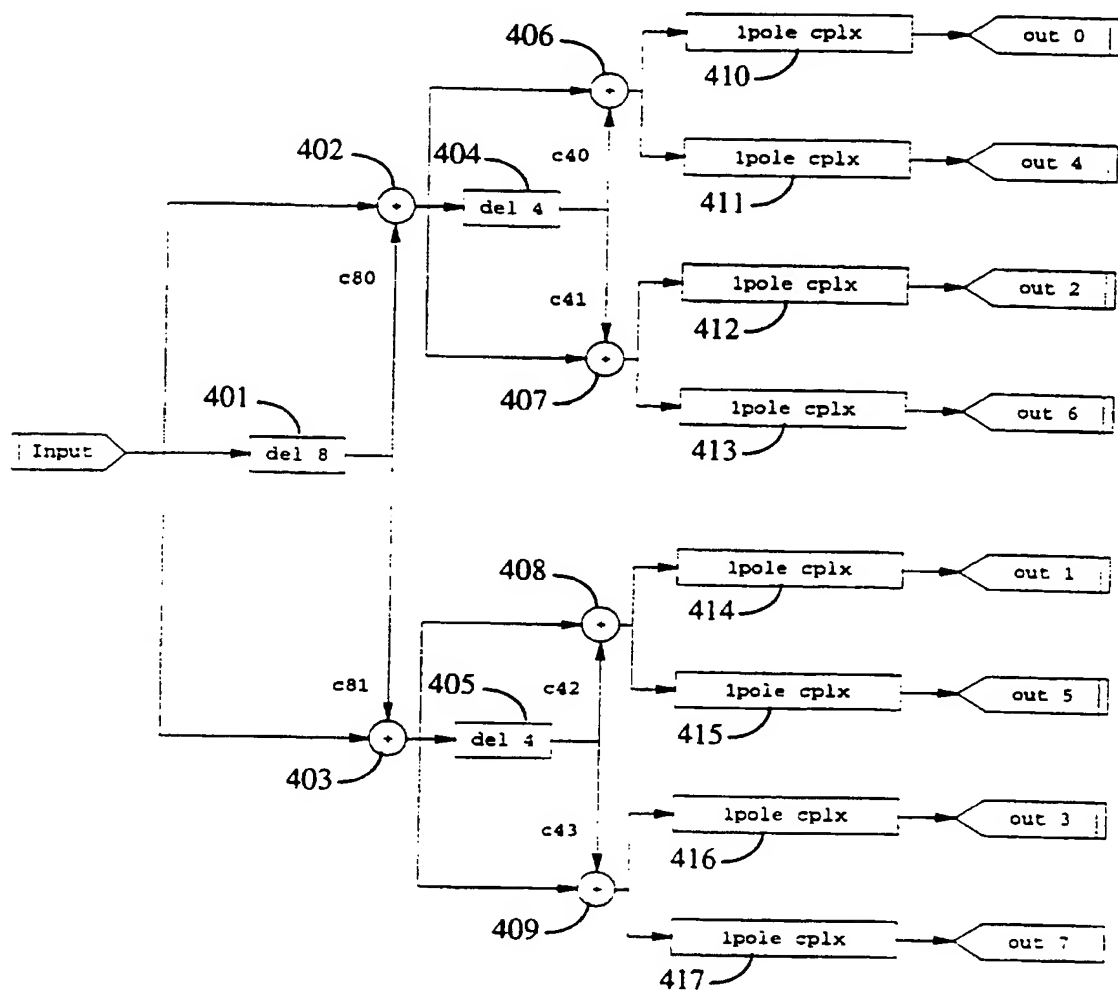 406
1pole cplx
out 0
410
402
404
c40
1pole cplx
out 4
411
del 4
c80
c41
1pole cplx
out 2
412
401
407
1pole cplx
out 6
413
Input
del 8
408
1pole cplx
out 1
414
c81
405
c42
1pole cplx
out 5
415
del 4
403
c43
1pole cplx
out 3
416
409
1pole cplx
out 7
417